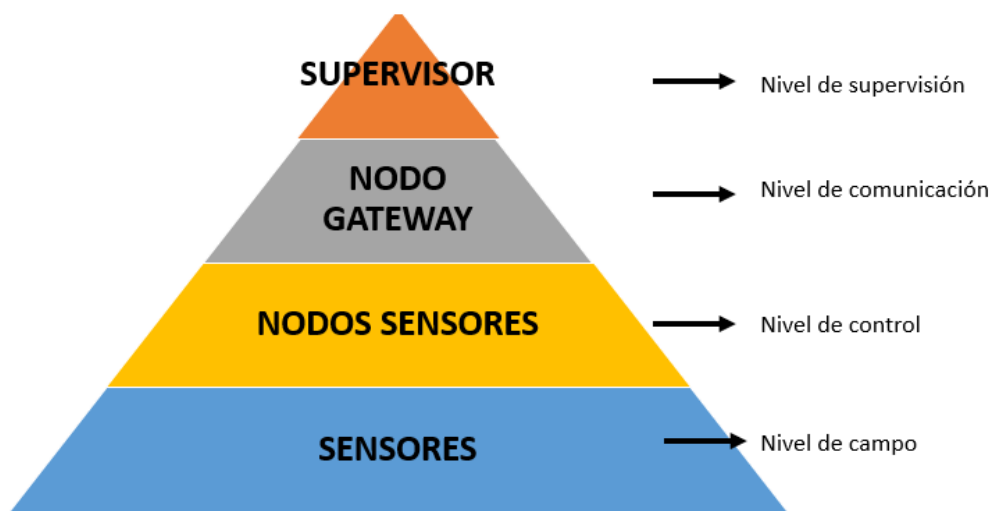 SUPERVISOR
Nivel de supervisión
NODO
GATEWAY
Nivel de comunicación
NODOS SENSORES
Nivel de control
SENSORES
Nivel de campo